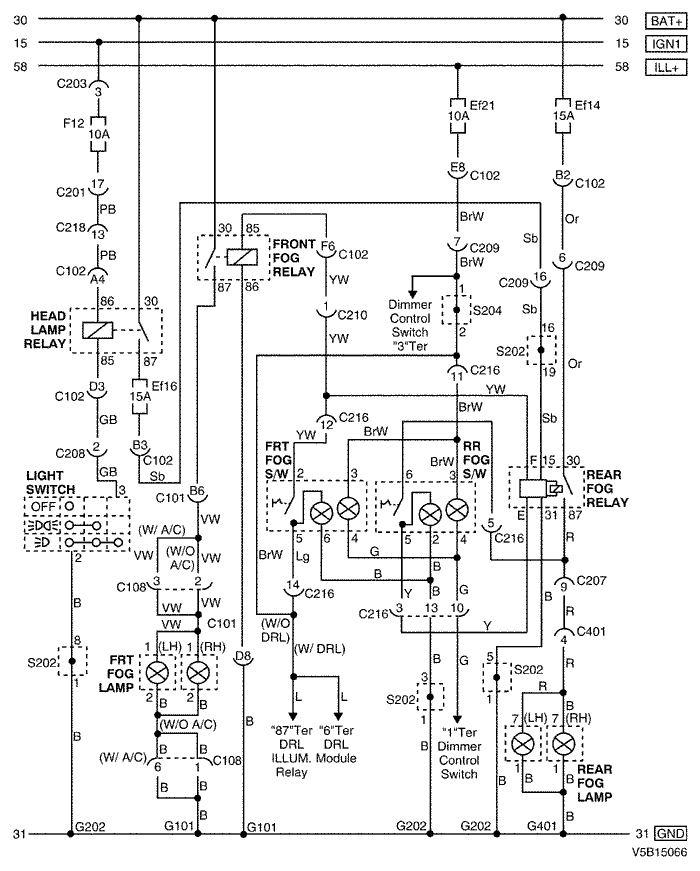 30 30 BAT+
15 15 IGN1
58 58 ILL+
C203 3
F12 10A
Ef21 10A
Ef14 15A
17 C201
PB
C218 13
PB
C102 A4
E8 C102
B2 C102
BrW
Or
7 C209
BrW
Sb
6 C209
16 C209
30 85
FRONT FOG RELAY
87 86
F6 C102
YW
1 C210
YW
86 30
HEAD LAMP RELAY
85 87
Dimmer Control Switch "3"Ter
1
S204
2
Sb
16
S202
19
Or
C216
11
D3 C102
GB
Ef16 15A
2 C208
GB
B3 C102
Sb
YW
12 C216
YW
BrW
BrW
Sb
BrW
FRT FOG S/W
2 3
5 6 4
RR FOG S/W
6 3
5 2 4
F 15 30
REAR FOG RELAY
E 31 87
5 C216
R
LIGHT SWITCH
3
OFF
2
C101 B6
VW
(W/ A/C)
(W/O A/C)
VW VW
C108 3 2
VW VW
C101
VW
BrW Lg
G
B
B
14 C216
Y B G
C216 3 13 10
Y
B
9 C207
R
C401 4
R
(W/O DRL)
(W/ DRL)
B
8
S202
1
B
1 (LH) 1 (RH)
FRT FOG LAMP
2 2
B B
(W/O A/C)
B B
(W/ A/C)
C108
6 1
B B
D8
B
L L
"87"Ter DRL ILLUM. Relay
"6"Ter DRL Module
B G
3
S202
1
B
"1"Ter Dimmer Control Switch
5 S202
1
B
R
7 (LH) 7 (RH)
1 1
REAR FOG LAMP
B B
B
31 G202 G101 G101 G202 G202 G401 31 GND
V5B15066